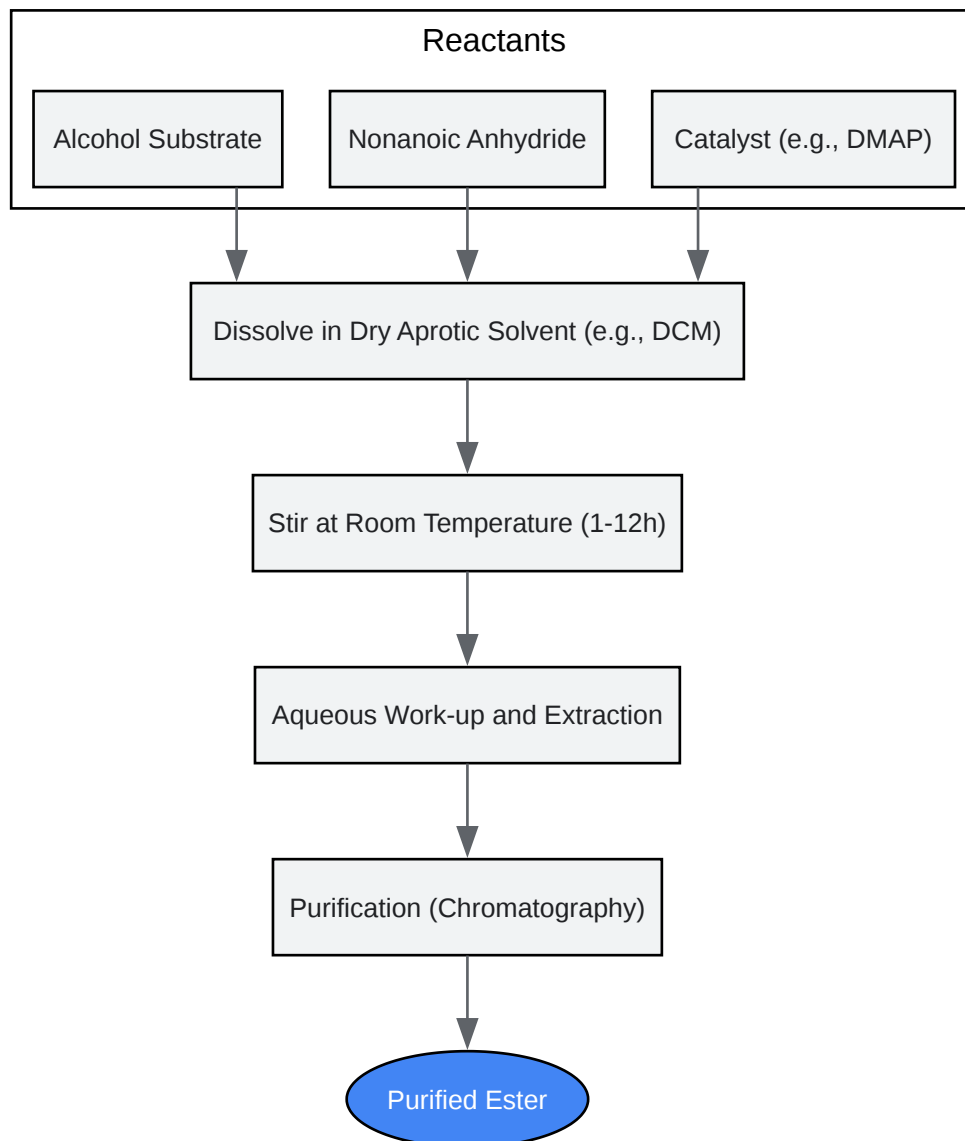 Reactants
Alcohol Substrate
Nonanoic Anhydride
Catalyst (e.g., DMAP)
Dissolve in Dry Aprotic Solvent (e.g., DCM)
Stir at Room Temperature (1-12h)
Aqueous Work-up and Extraction
Purification (Chromatography)
Purified Ester